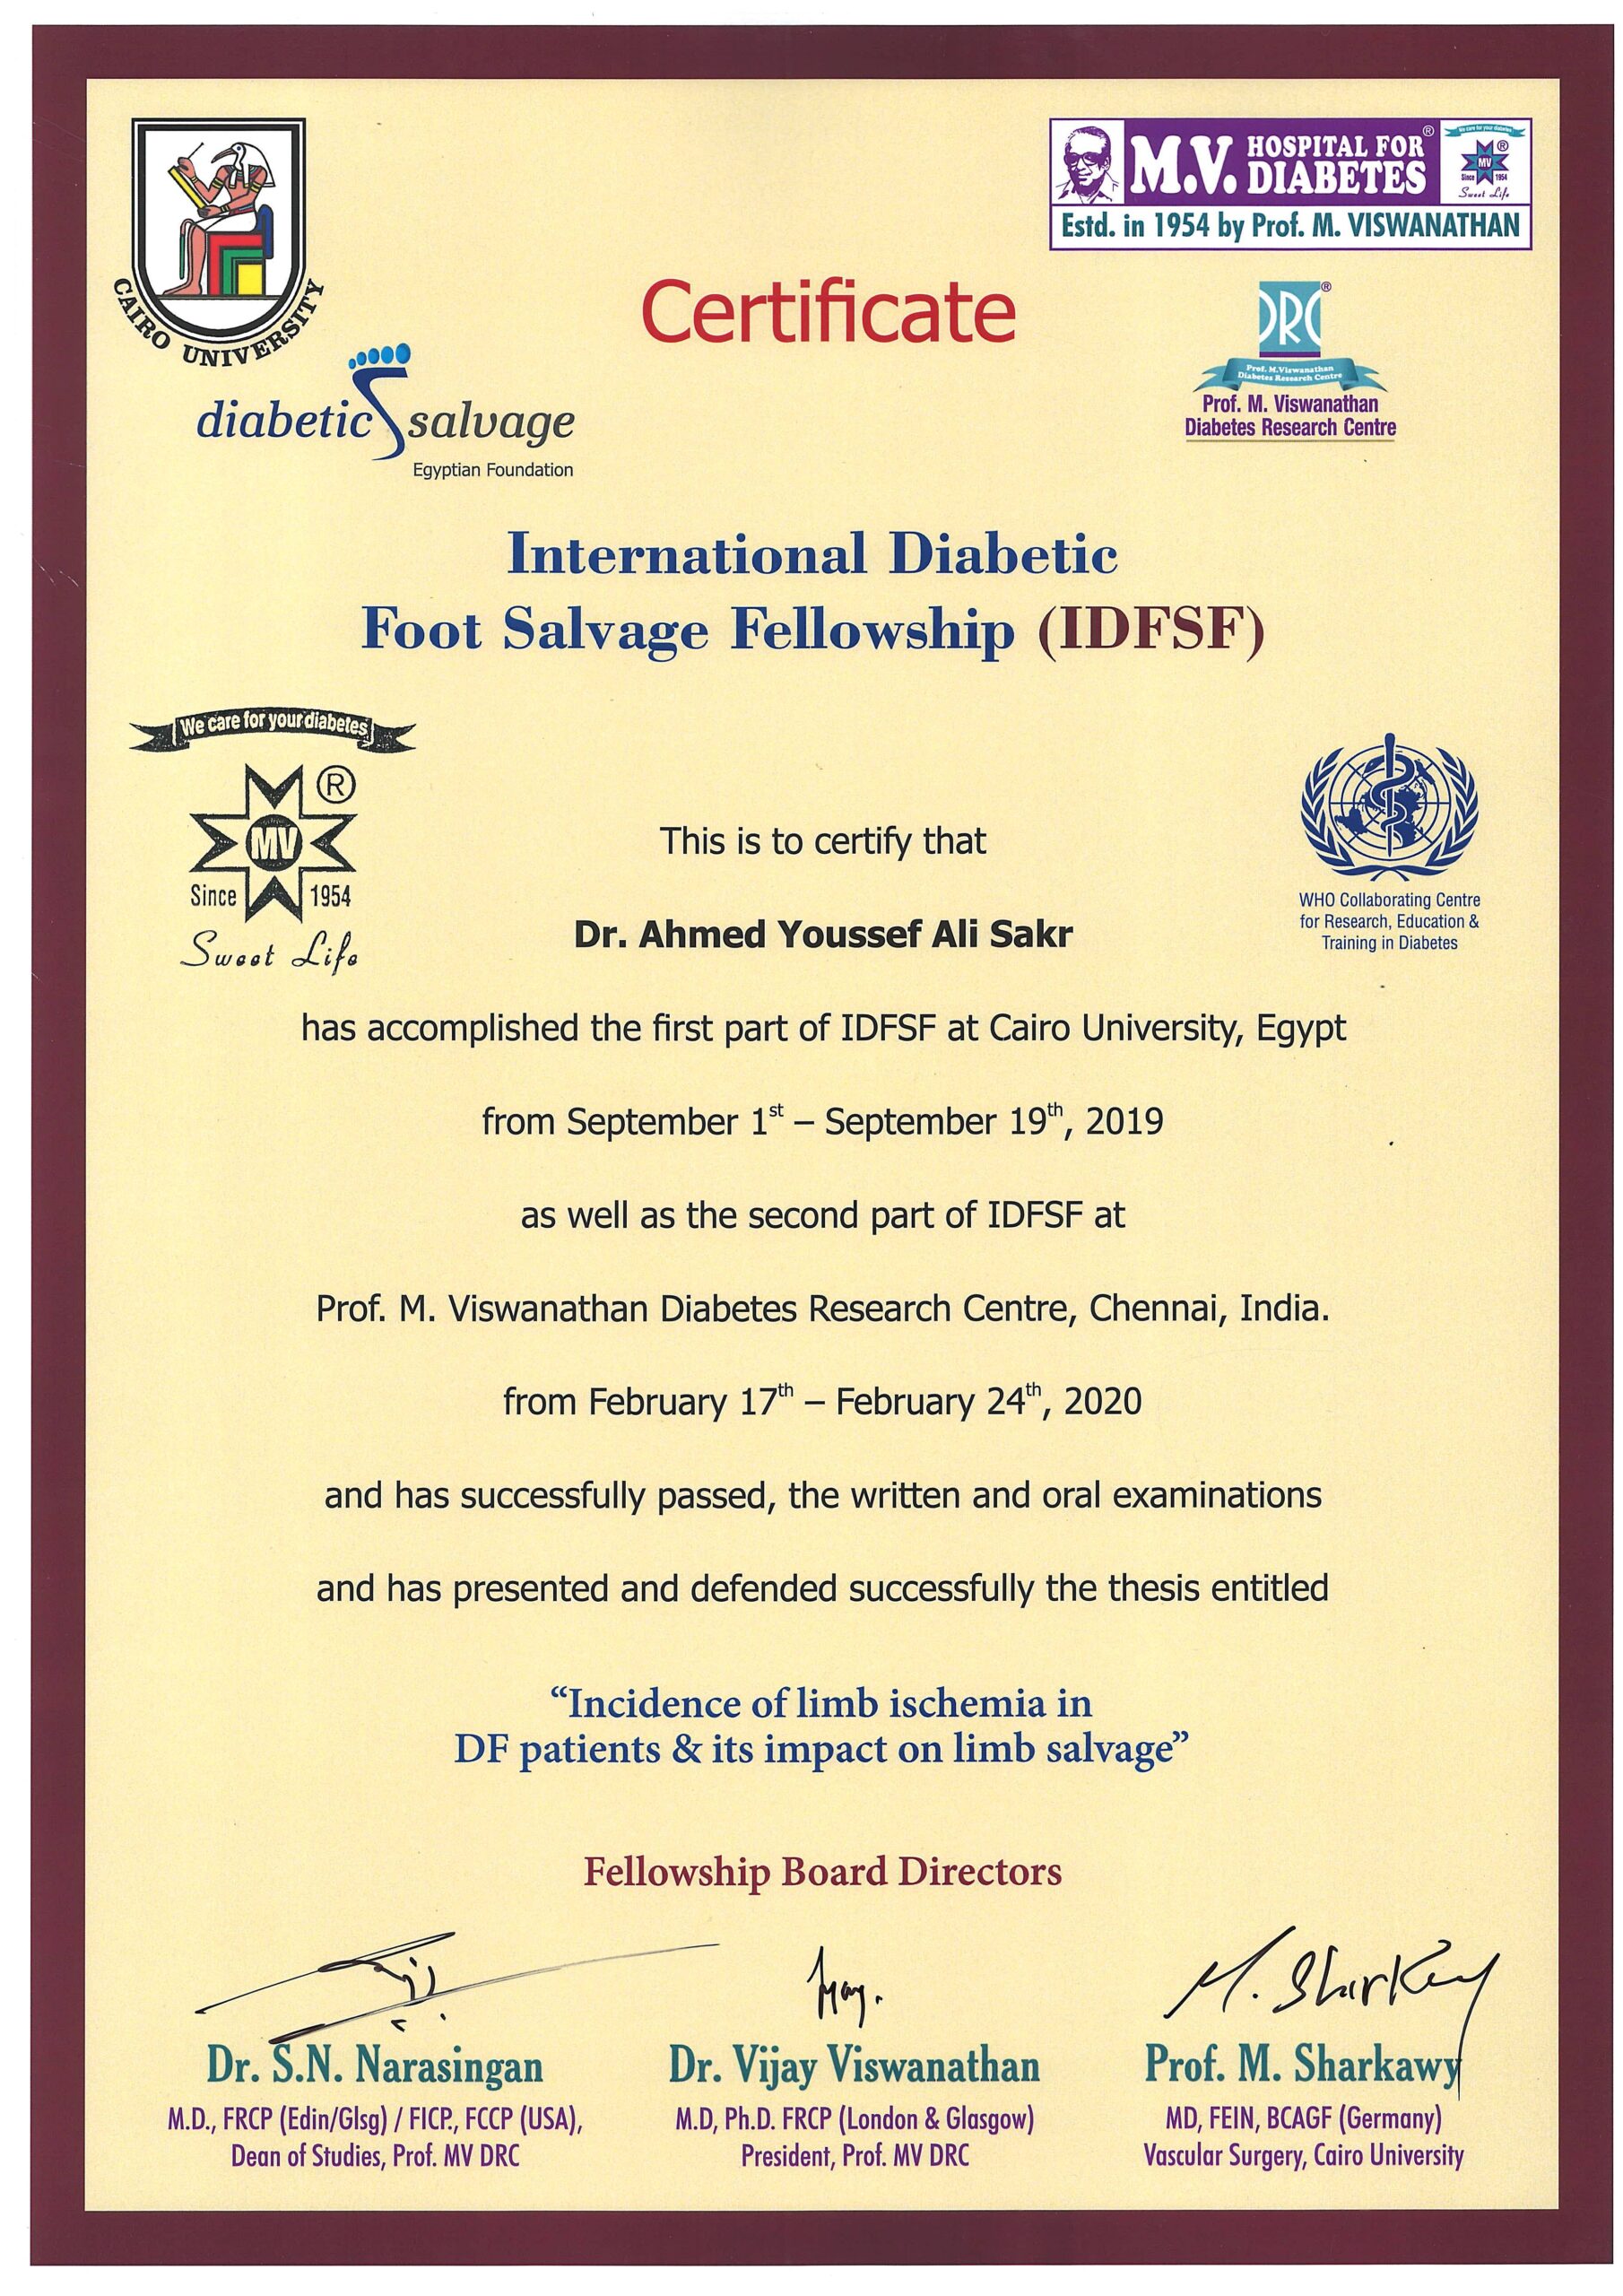 CAIRO UNIVERSITY
M.V. HOSPITAL FOR DIABETES®
We care for your diabetes
MV ®
Since 1954
Sweet Life
Estd. in 1954 by Prof. M. VISWANATHAN
Certificate
DRC®
Prof. M.Viswanathan
Diabetes Research Centre
Prof. M. Viswanathan
Diabetes Research Centre
diabetic salvage
Egyptian Foundation
International Diabetic
Foot Salvage Fellowship (IDFSF)
We care for your diabetes
®
MV
Since 1954
Sweet Life
WHO Collaborating Centre
for Research, Education &
Training in Diabetes
This is to certify that
Dr. Ahmed Youssef Ali Sakr
has accomplished the first part of IDFSF at Cairo University, Egypt
from September 1st – September 19th, 2019
as well as the second part of IDFSF at
Prof. M. Viswanathan Diabetes Research Centre, Chennai, India.
from February 17th – February 24th, 2020
and has successfully passed, the written and oral examinations
and has presented and defended successfully the thesis entitled
“Incidence of limb ischemia in
DF patients & its impact on limb salvage”
Fellowship Board Directors
M. Sharkawy
Dr. S.N. Narasingan
M.D., FRCP (Edin/Glsg) / FICP., FCCP (USA),
Dean of Studies, Prof. MV DRC
Dr. Vijay Viswanathan
M.D, Ph.D. FRCP (London & Glasgow)
President, Prof. MV DRC
Prof. M. Sharkawy
MD, FEIN, BCAGF (Germany)
Vascular Surgery, Cairo University